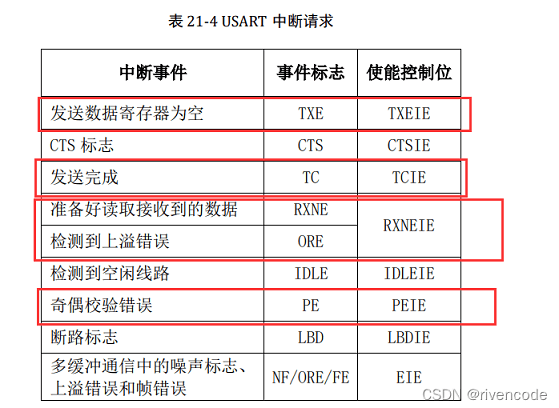 表 21-4 USART 中断请求
中断事件 事件标志 使能控制位
发送数据寄存器为空 TXE TXEIE
CTS 标志 CTS CTSIE
发送完成 TC TCIE
准备好读取接收到的数据 RXNE RXNEIE
检测到上溢错误 ORE
检测到空闲线路 IDLE IDLEIE
奇偶校验错误 PE PEIE
断路标志 LBD LBDIE
多缓冲通信中的噪声标志、
上溢错误和帧错误 NF/ORE/FE EIE
CSDN @rivencode